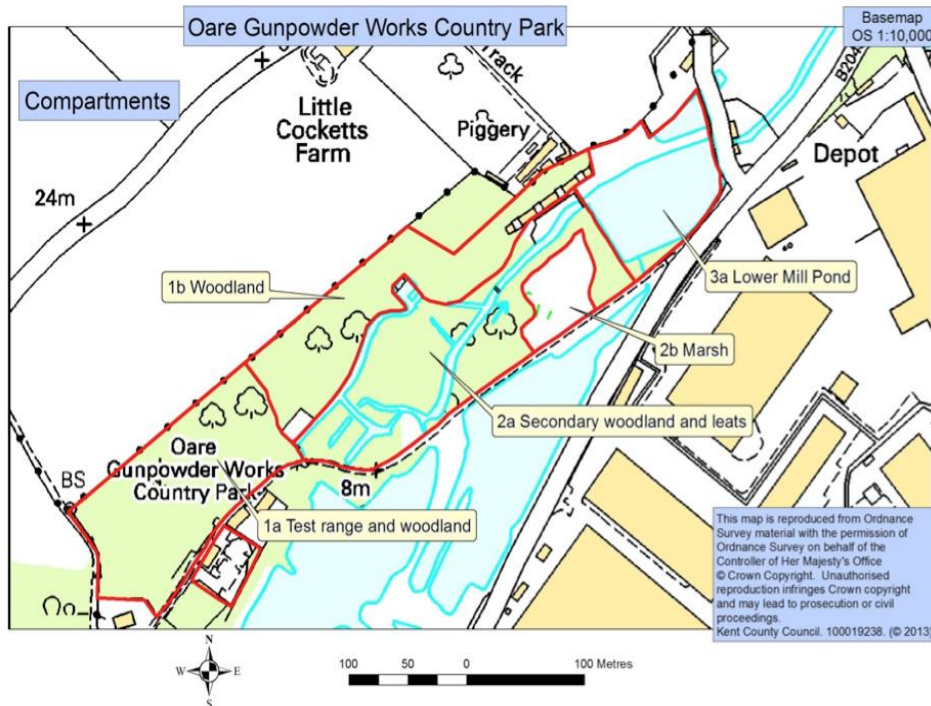 Oare Gunpowder Works Country Park
Basemap
OS 1:10,000
Compartments
Track
B204
Little
Cocketts
Farm
Piggery
Depot
24m
1b Woodland
3a Lower Mill Pond
2b Marsh
2a Secondary woodland and leats
Oare
Gunpowder Works
Country Park
BS
8m
1a Test range and woodland
This map is reproduced from Ordnance
Survey material with the permission of
Ordnance Survey on behalf of the
Controller of Her Majesty's Office
© Crown Copyright. Unauthorised
reproduction infringes Crown copyright
and may lead to prosecution or civil
proceedings.
Kent County Council. 100019238. (© 2013)
N
W E
S
100 50 0 100 Metres